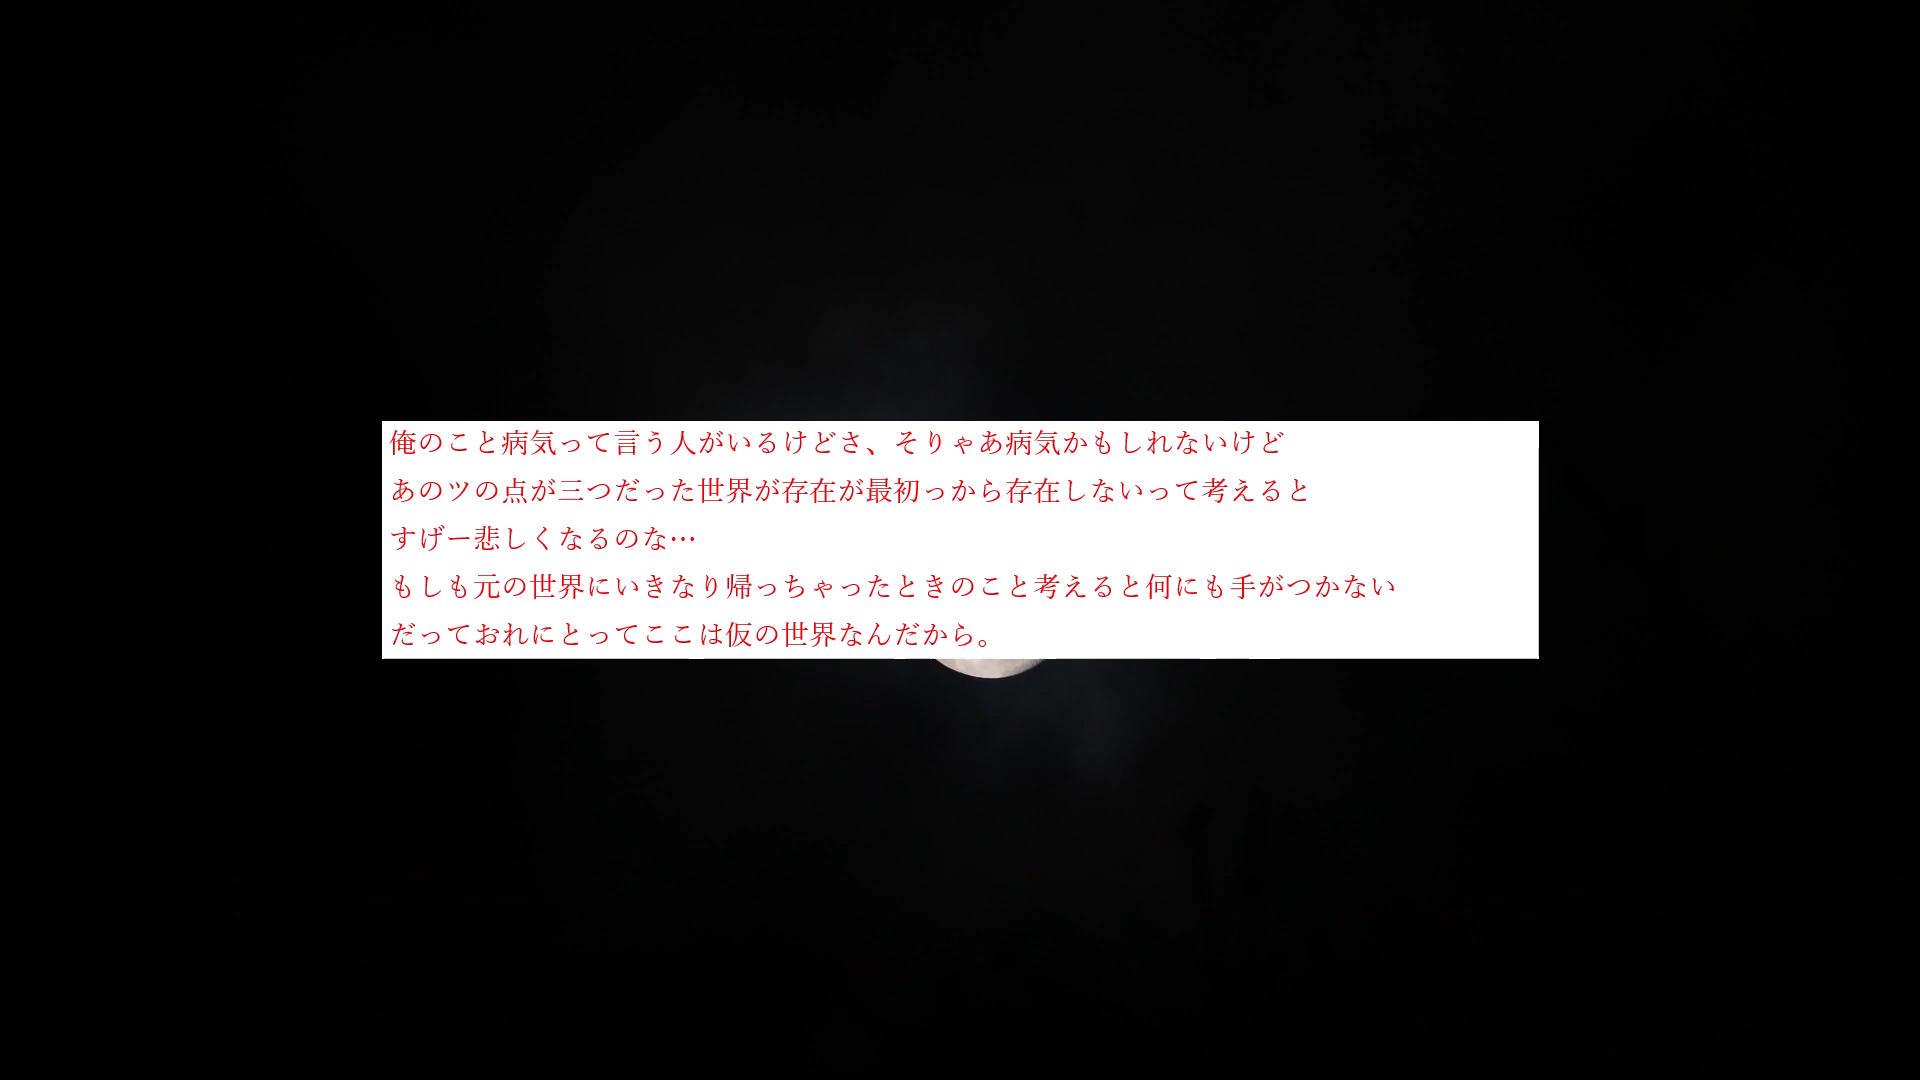 俺のこと病気って言う人がいるけどさ、そりゃあ病気かもしれないけど
あのツの点が三つだった世界が存在が最初っから存在しないって考えると
すげー悲しくなるのな…
もしも元の世界にいきなり帰っちゃったときのこと考えると何にも手がつかない
だっておれにとってここは仮の世界なんだから。